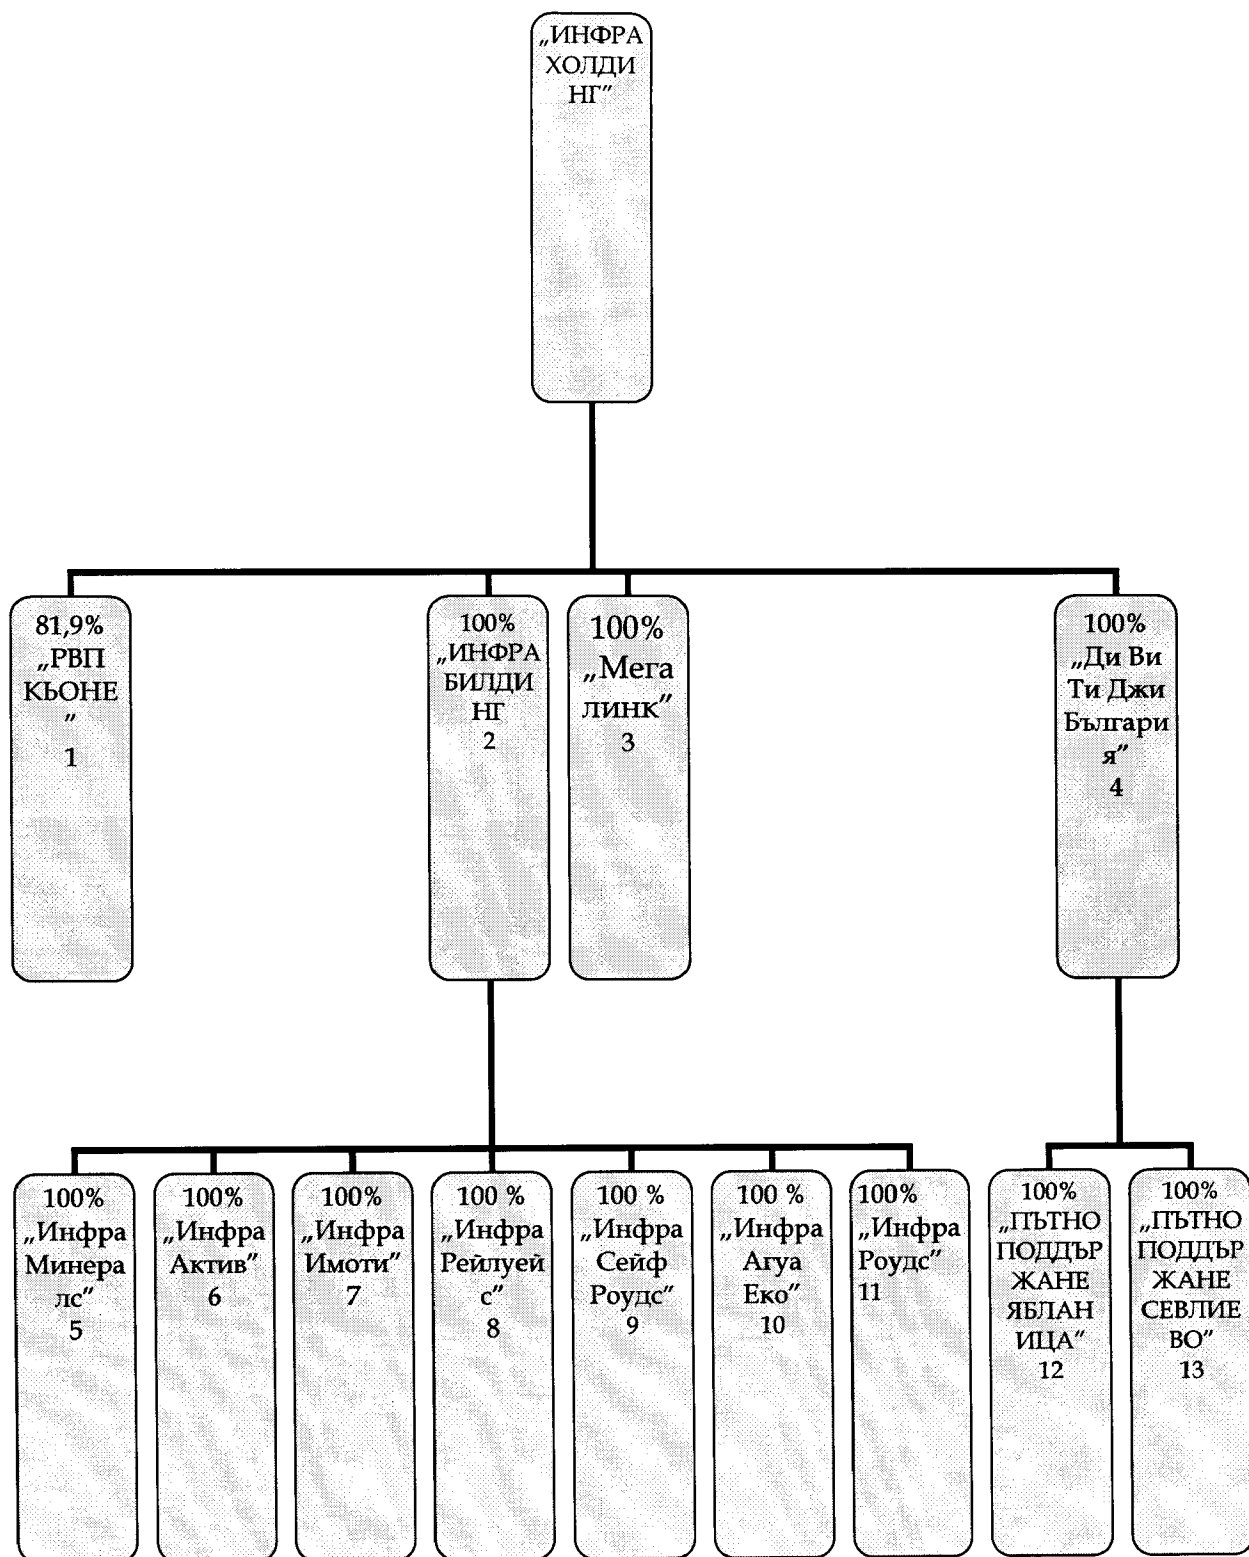 „ИНФРА
ХОЛДИ
НГ”
81,9%
„РВП
КЬОНЕ
”
1
100%
„ИНФРА
БИЛДИ
НГ
2
100%
„Мега
линк”
3
100%
„Ди Ви
Ти Джи
Българи
я”
4
100%
„Инфра
Минера
лс”
5
100%
„Инфра
Актив”
6
100%
„Инфра
Имоти”
7
100 %
„Инфра
Рейлуей
с”
8
100 %
„Инфра
Сейф
Роудс”
9
100 %
„Инфра
Агуа
Еко”
10
100%
„Инфра
Роудс”
11
100%
„ПЪТНО
ПОДДЪР
ЖАНЕ
ЯБЛАН
ИЦА”
12
100%
„ПЪТНО
ПОДДЪР
ЖАНЕ
СЕВЛИЕ
ВО”
13